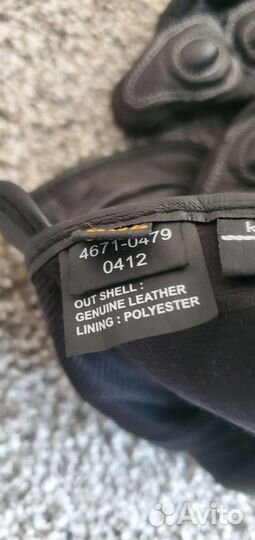 4671-0479
0412
OUT SHELL :
GENUINE LEATHER
LINING : POLYESTER
Avito